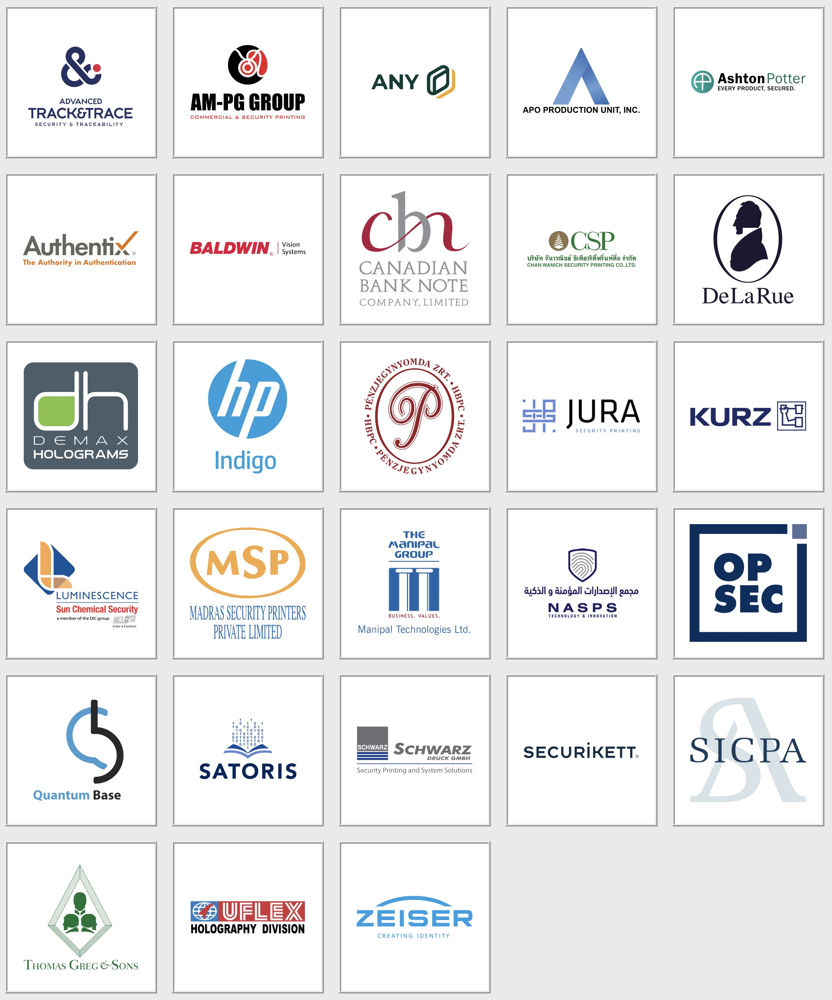 &
ADVANCED
TRACK&TRACE
SECURITY & TRACEABILITY
AM-PG GROUP
COMMERCIAL & SECURITY PRINTING
ANY
APO PRODUCTION UNIT, INC.
AshtonPotter
EVERY PRODUCT, SECURED.
Authentix®
The Authority in Authentication
BALDWIN® | Vision
Systems
cbn
CANADIAN
BANK NOTE
COMPANY, LIMITED
CSP
บริษัท จันวาณิชย์ ซีเคียวริตี้พริ้นท์ติ้ง จำกัด
CHAN WANICH SECURITY PRINTING CO.,LTD.
DeLaRue
dh
DEMAX
HOLOGRAMS
hp
Indigo
PÉNZJEGYNYOMDA ZRT. • HBPC • PÉNZJEGYNYOMDA ZRT. • HBPC •
P
JURA
SECURITY PRINTING
KURZ
LUMINESCENCE
Sun Chemical Security
a member of the DIC group
dic
Color & Comfort
MSP
MADRAS SECURITY PRINTERS
PRIVATE LIMITED
THE
MANIPAL
GROUP
BUSINESS. VALUES.
Manipal Technologies Ltd.
مجمع الإصدارات المؤمنة و الذكية
NASPS
TECHNOLOGY & INNOVATION
OP
SEC
Quantum Base
SATORIS
SCHWARZ
SCHWARZ
DRUCK GMBH
Security Printing and System Solutions
SECURiKETT®
SICPA
THOMAS GREG & SONS
UFLEX
HOLOGRAPHY DIVISION
ZEISER
CREATING IDENTITY